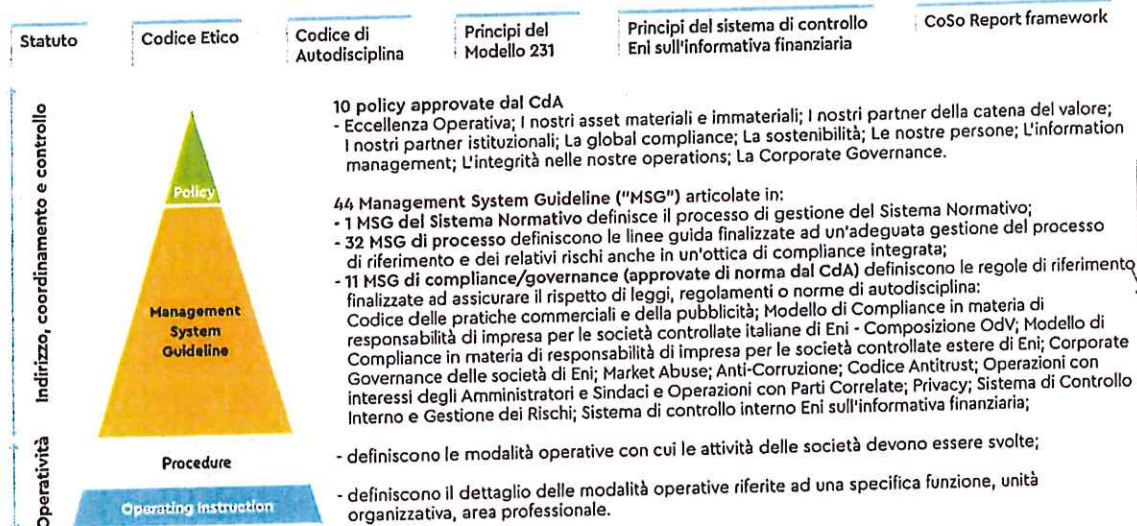 Statuto
Codice Etico
Codice di
Autodisciplina
Principi del
Modello 231
Principi del sistema di controllo
Eni sull'informativa finanziaria
CoSo Report framework
Indirizzo, coordinamento e controllo
Policy
Management
System
Guideline
10 policy approvate dal CdA
- Eccellenza Operativa; I nostri asset materiali e immateriali; I nostri partner della catena del valore;
I nostri partner istituzionali; La global compliance; La sostenibilità; Le nostre persone; L'information
management; L'integrità nelle nostre operations; La Corporate Governance.
44 Management System Guideline ("MSG") articolate in:
- 1 MSG del Sistema Normativo definisce il processo di gestione del Sistema Normativo;
- 32 MSG di processo definiscono le linee guida finalizzate ad un'adeguata gestione del processo
di riferimento e dei relativi rischi anche in un'ottica di compliance integrata;
- 11 MSG di compliance/governance (approvate di norma dal CdA) definiscono le regole di riferimento
finalizzate ad assicurare il rispetto di leggi, regolamenti o norme di autodisciplina:
Codice delle pratiche commerciali e della pubblicità; Modello di Compliance in materia di
responsabilità di impresa per le società controllate italiane di Eni - Composizione OdV; Modello di
Compliance in materia di responsabilità di impresa per le società controllate estere di Eni; Corporate
Governance delle società di Eni; Market Abuse; Anti-Corruzione; Codice Antitrust; Operazioni con
interessi degli Amministratori e Sindaci e Operazioni con Parti Correlate; Privacy; Sistema di Controllo
Interno e Gestione dei Rischi; Sistema di controllo interno Eni sull'informativa finanziaria;
Operatività
Procedure
- definiscono le modalità operative con cui le attività delle società devono essere svolte;
Operating Instruction
- definiscono il dettaglio delle modalità operative riferite ad una specifica funzione, unità
organizzativa, area professionale.